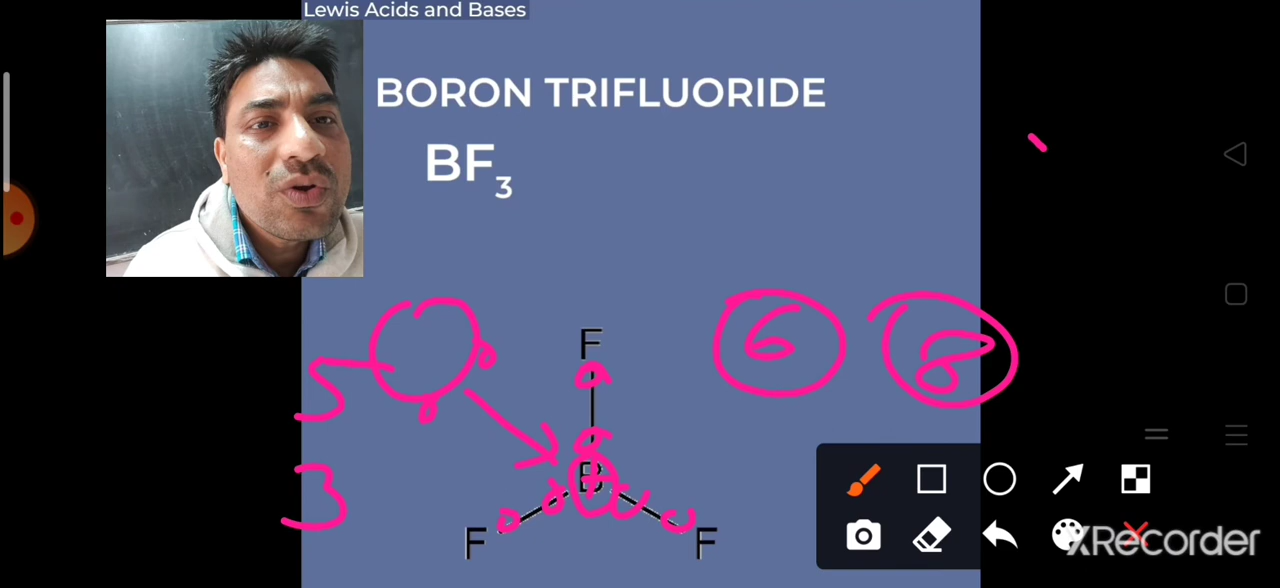 Lewis Acids and Bases
BORON TRIFLUORIDE
BF3
6 8
F
5
B
3
F F
XRecorder